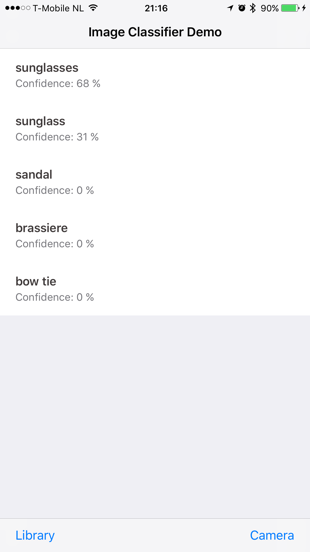 T-Mobile NL 21:16 90%
Image Classifier Demo
sunglasses
Confidence: 68 %
sunglass
Confidence: 31 %
sandal
Confidence: 0 %
brassiere
Confidence: 0 %
bow tie
Confidence: 0 %
Library Camera